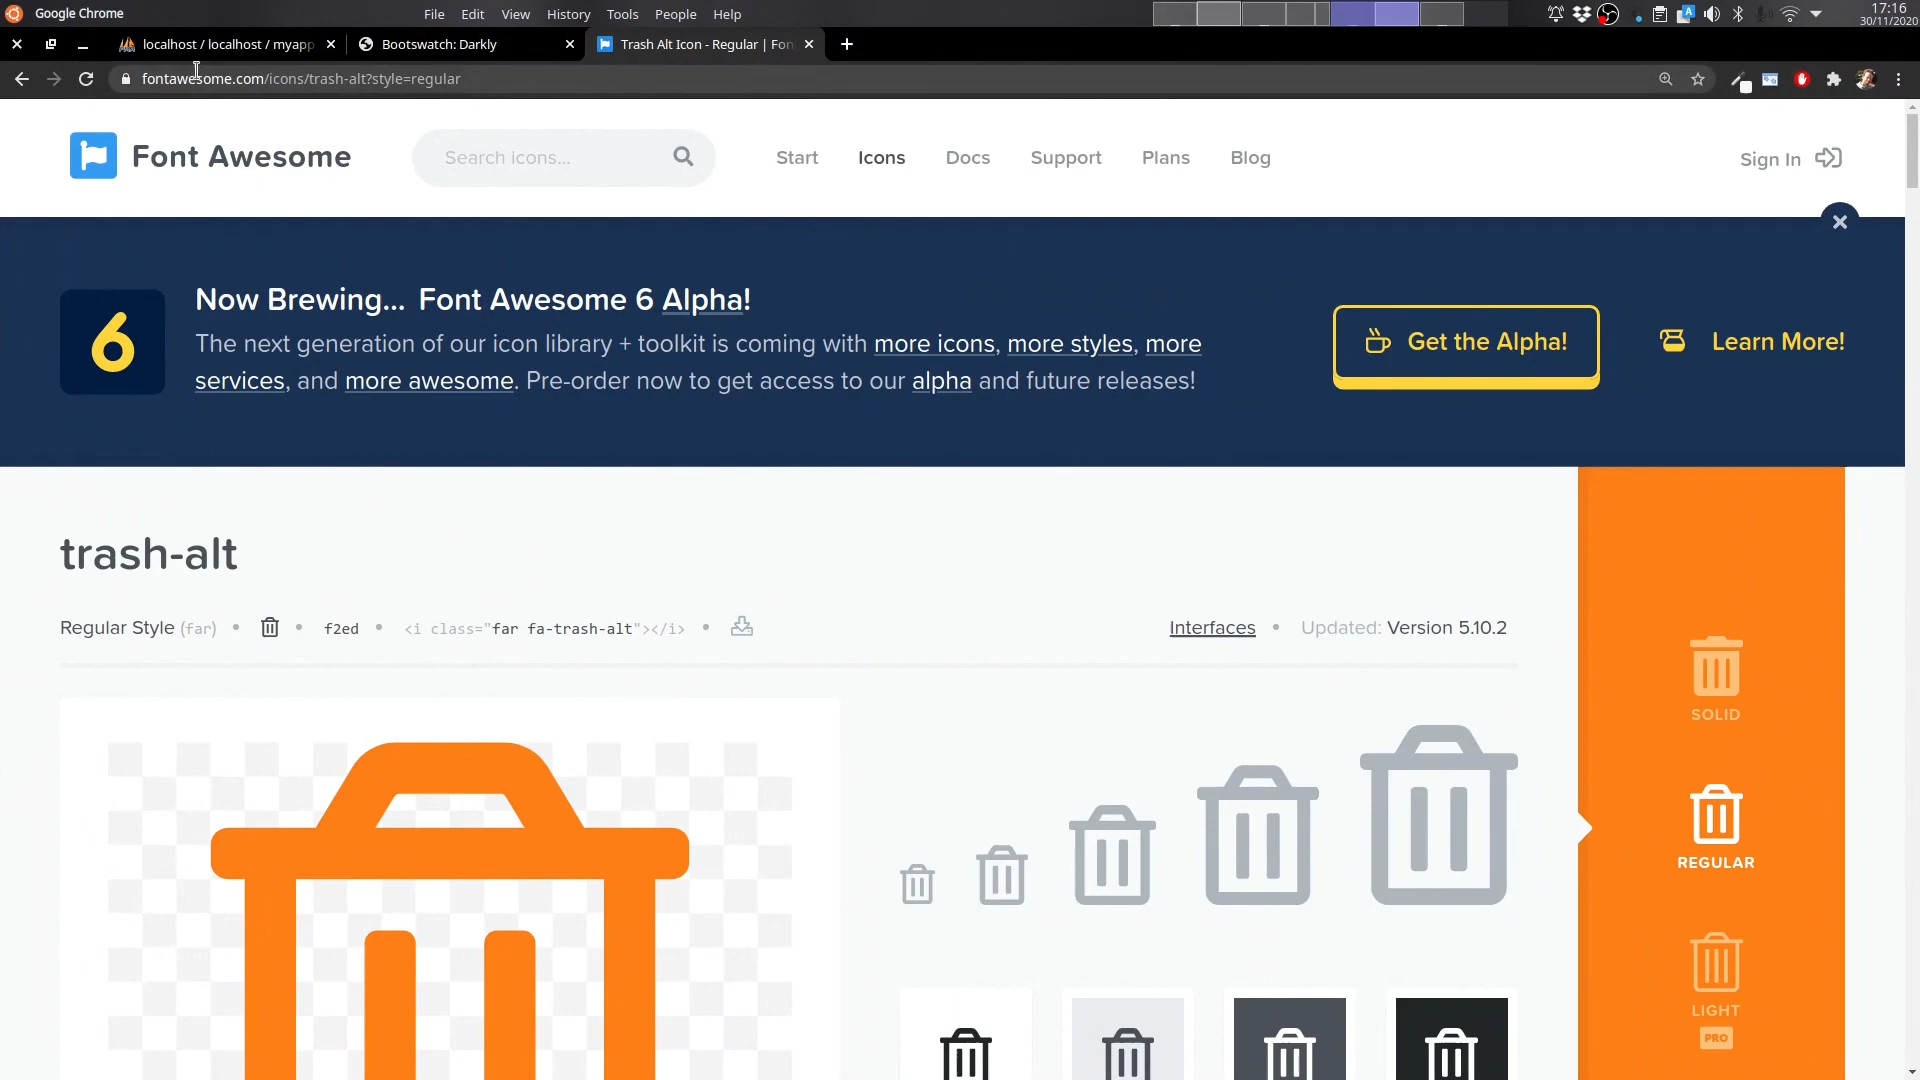 Google Chrome File Edit View History Tools People Help 17:16
30/11/2020
localhost / localhost / myapp Bootswatch: Darkly Trash Alt Icon - Regular | Fon
fontawesome.com/icons/trash-alt?style=regular
Font Awesome Search icons... Start Icons Docs Support Plans Blog Sign In
6
Now Brewing... Font Awesome 6 Alpha!
The next generation of our icon library + toolkit is coming with more icons, more styles, more
services, and more awesome. Pre-order now to get access to our alpha and future releases!
Get the Alpha! Learn More!
trash-alt
Regular Style (far) • • f2ed • <i class="far fa-trash-alt"></i> • Interfaces • Updated: Version 5.10.2
SOLID
REGULAR
LIGHT
PRO